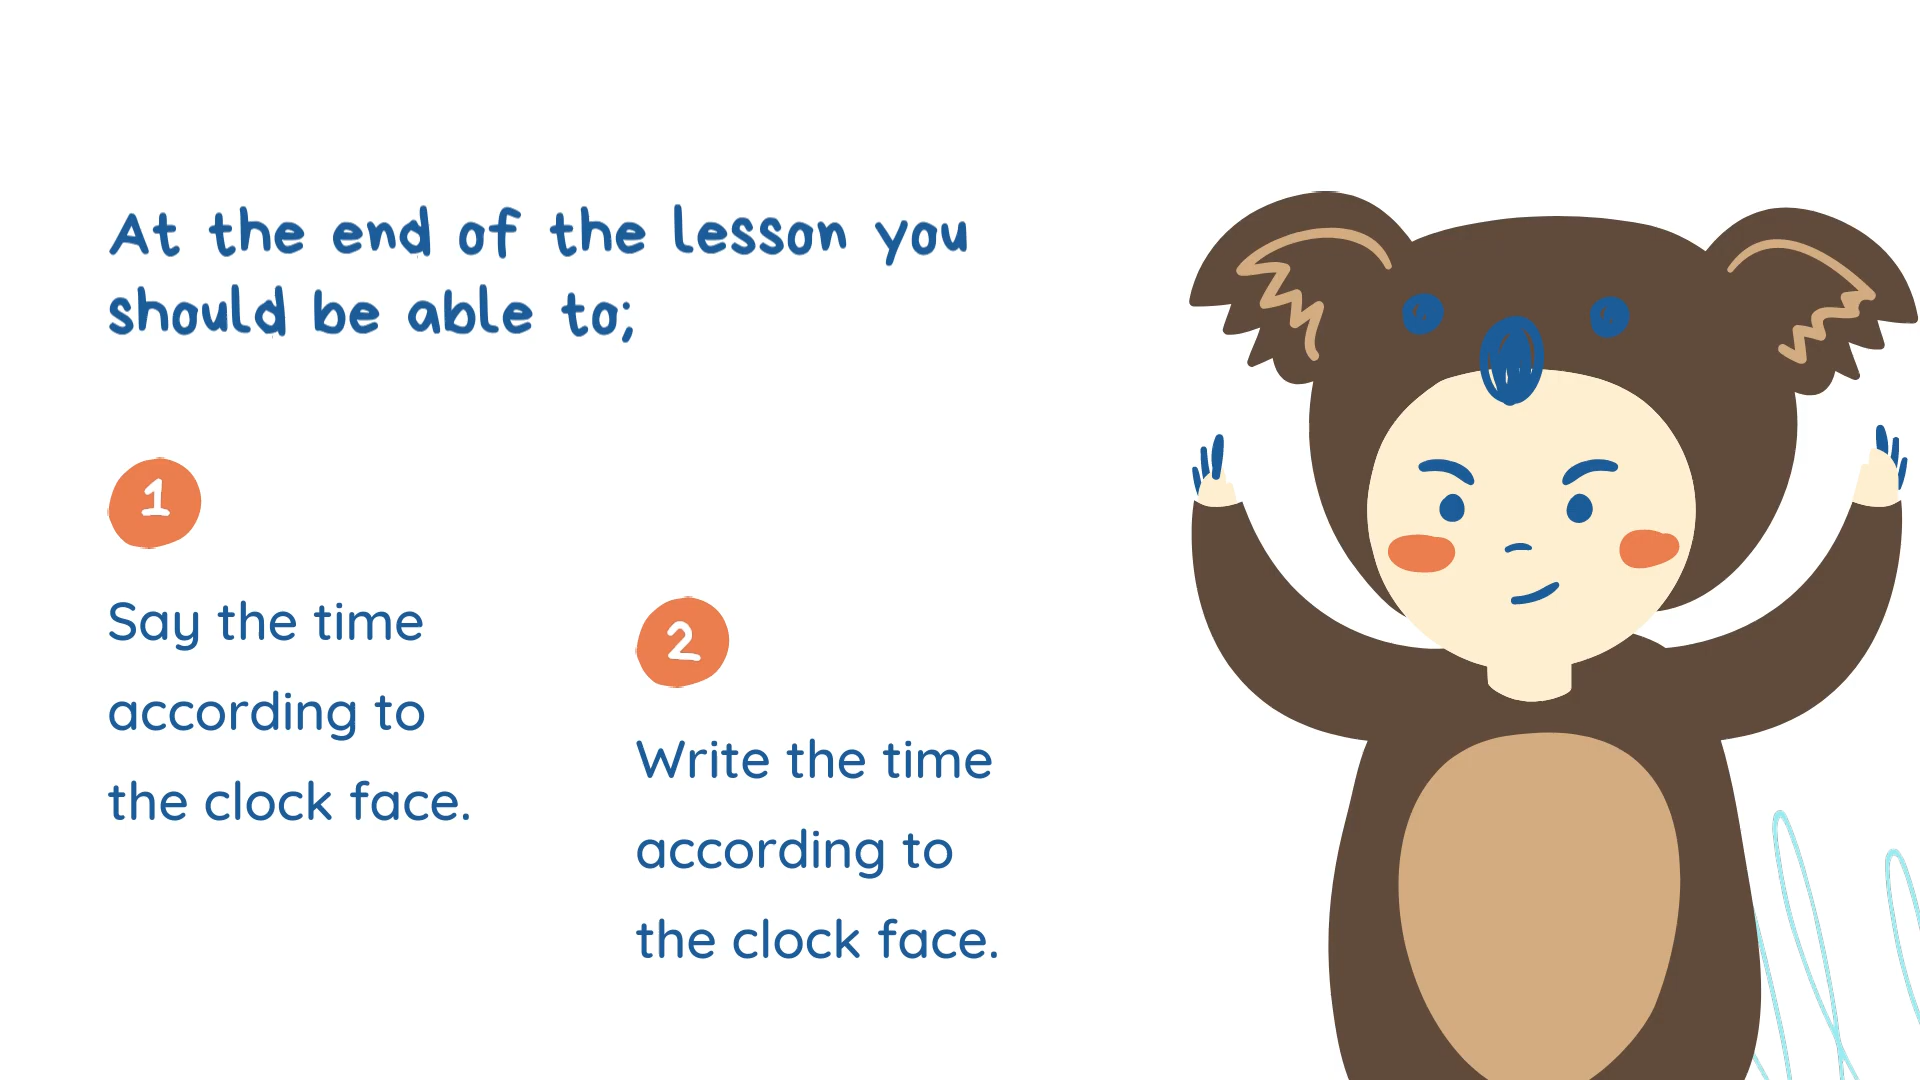 At the end of the lesson you
should be able to;
1
Say the time
according to
the clock face.
2
Write the time
according to
the clock face.